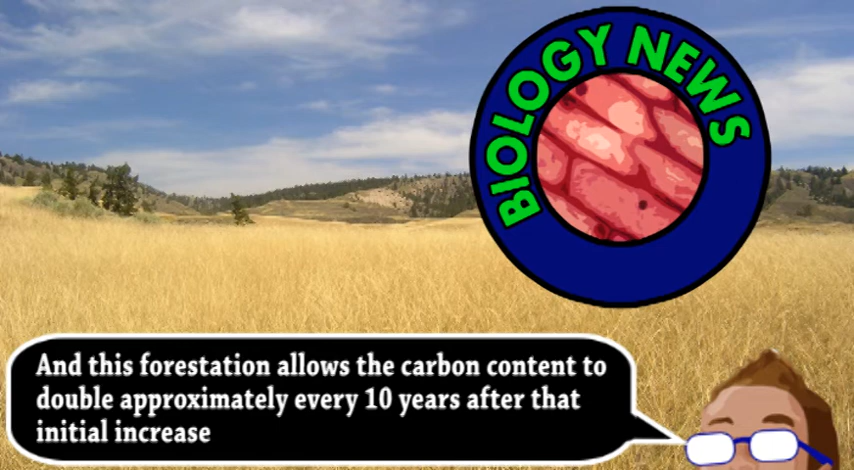 BIOLOGY NEWS
And this forestation allows the carbon content to
double approximately every 10 years after that
initial increase